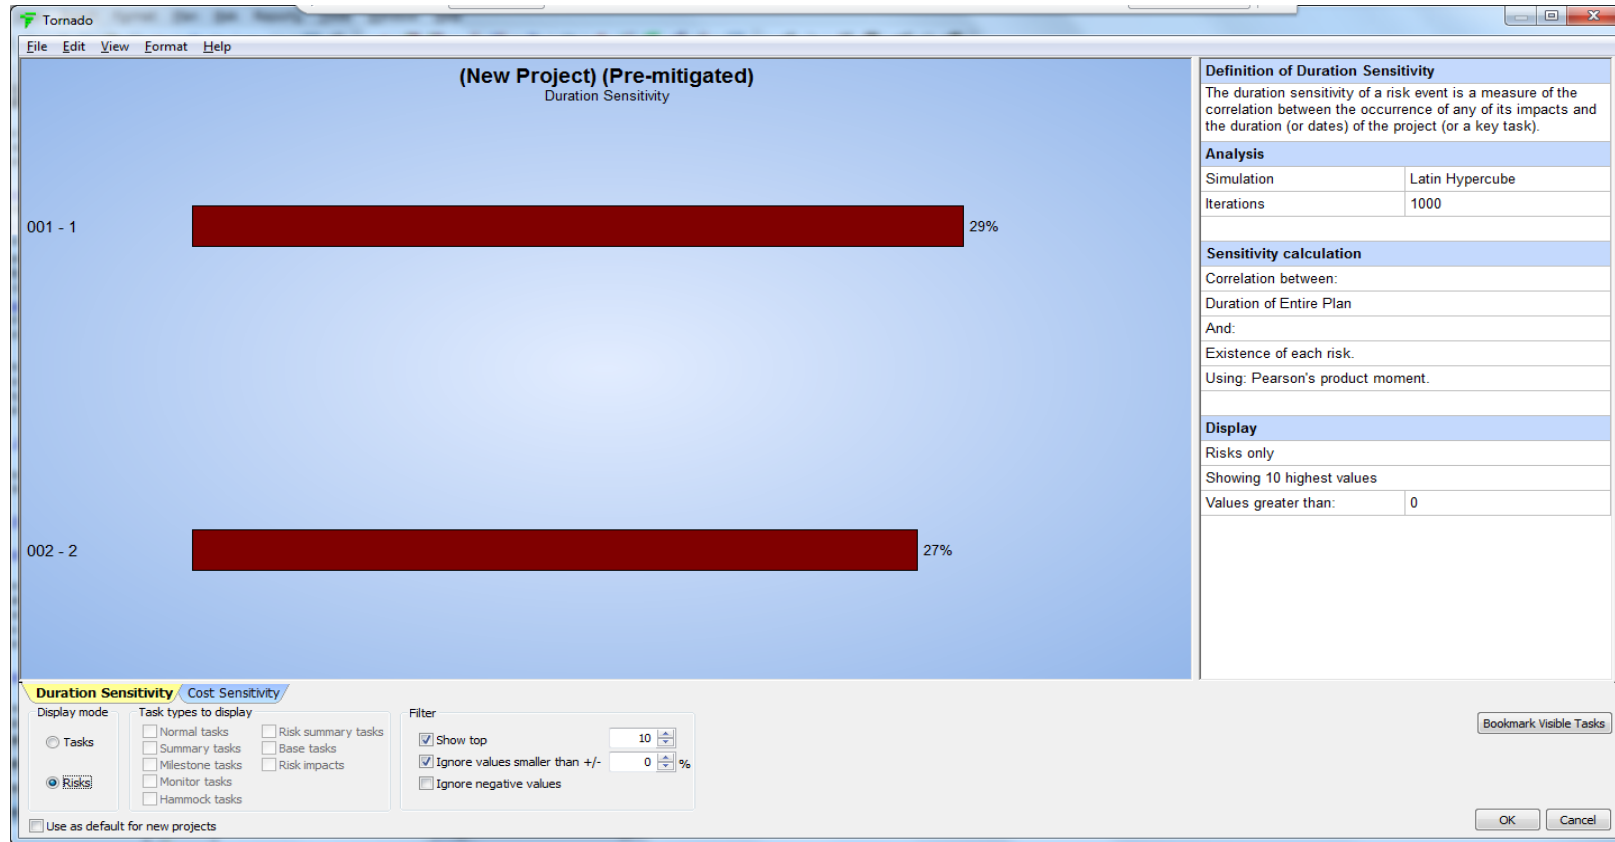 Tornado
File Edit View Format Help
(New Project) (Pre-mitigated)
Duration Sensitivity
001 - 1
29%
002 - 2
27%
Definition of Duration Sensitivity
The duration sensitivity of a risk event is a measure of the
correlation between the occurrence of any of its impacts and
the duration (or dates) of the project (or a key task).
Analysis
Simulation Latin Hypercube
Iterations 1000
Sensitivity calculation
Correlation between:
Duration of Entire Plan
And:
Existence of each risk.
Using: Pearson's product moment.
Display
Risks only
Showing 10 highest values
Values greater than: 0
Duration Sensitivity Cost Sensitivity
Display mode
Tasks
Risks
Task types to display
Normal tasks Risk summary tasks
Summary tasks Base tasks
Milestone tasks Risk impacts
Monitor tasks
Hammock tasks
Filter
Show top 10
Ignore values smaller than +/- 0 %
Ignore negative values
Bookmark Visible Tasks
Use as default for new projects
OK Cancel